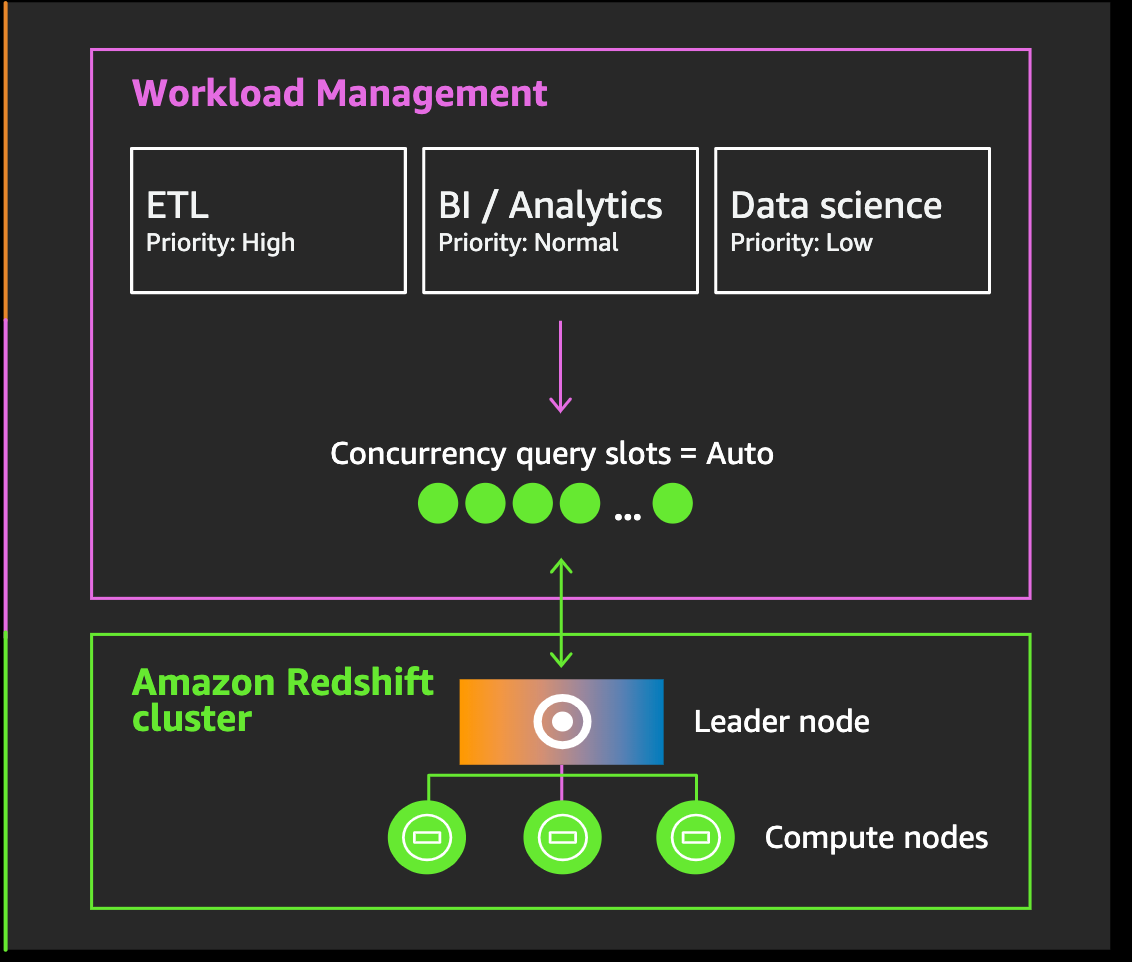 Workload Management
ETL
Priority: High
BI / Analytics
Priority: Normal
Data science
Priority: Low
Concurrency query slots = Auto
...
Amazon Redshift
cluster
Leader node
Compute nodes